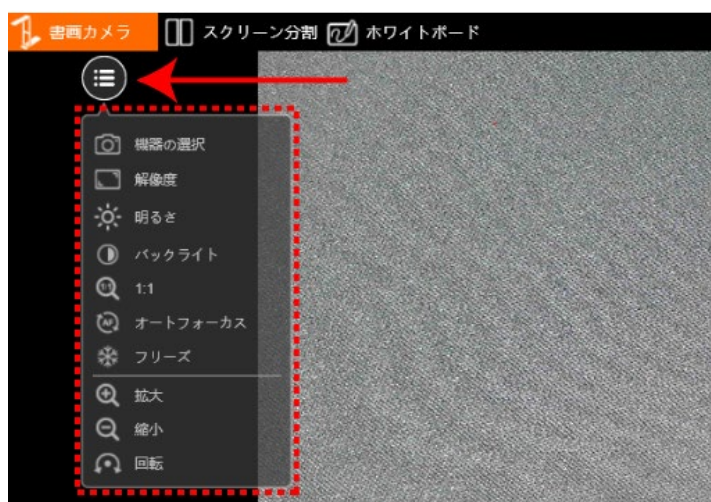 書画カメラ スクリーン分割 ホワイトボード
機器の選択
解像度
明るさ
バックライト
1:1
オートフォーカス
フリーズ
拡大
縮小
回転